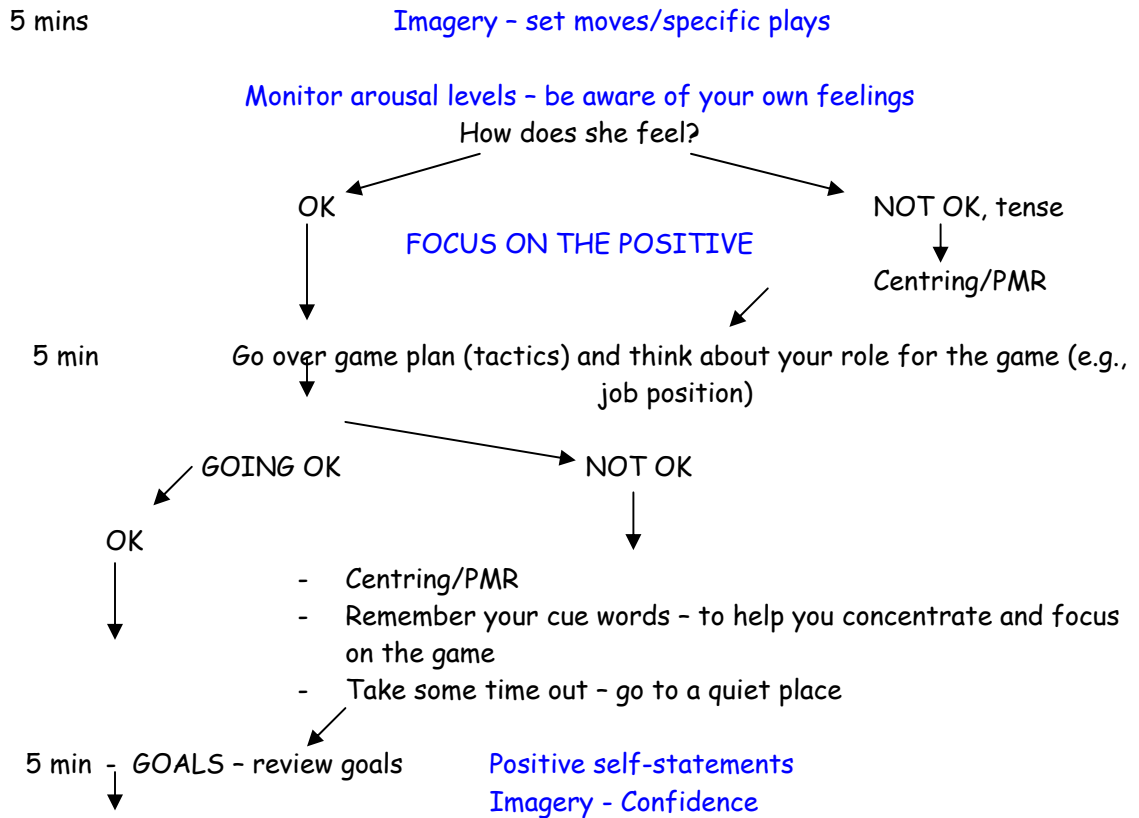 5 mins Imagery – set moves/specific plays
Monitor arousal levels – be aware of your own feelings
How does she feel?
OK NOT OK, tense
FOCUS ON THE POSITIVE
Centring/PMR
5 min Go over game plan (tactics) and think about your role for the game (e.g.,
job position)
GOING OK NOT OK
OK
- Centring/PMR
- Remember your cue words – to help you concentrate and focus
on the game
- Take some time out – go to a quiet place
5 min - GOALS – review goals Positive self-statements
Imagery - Confidence